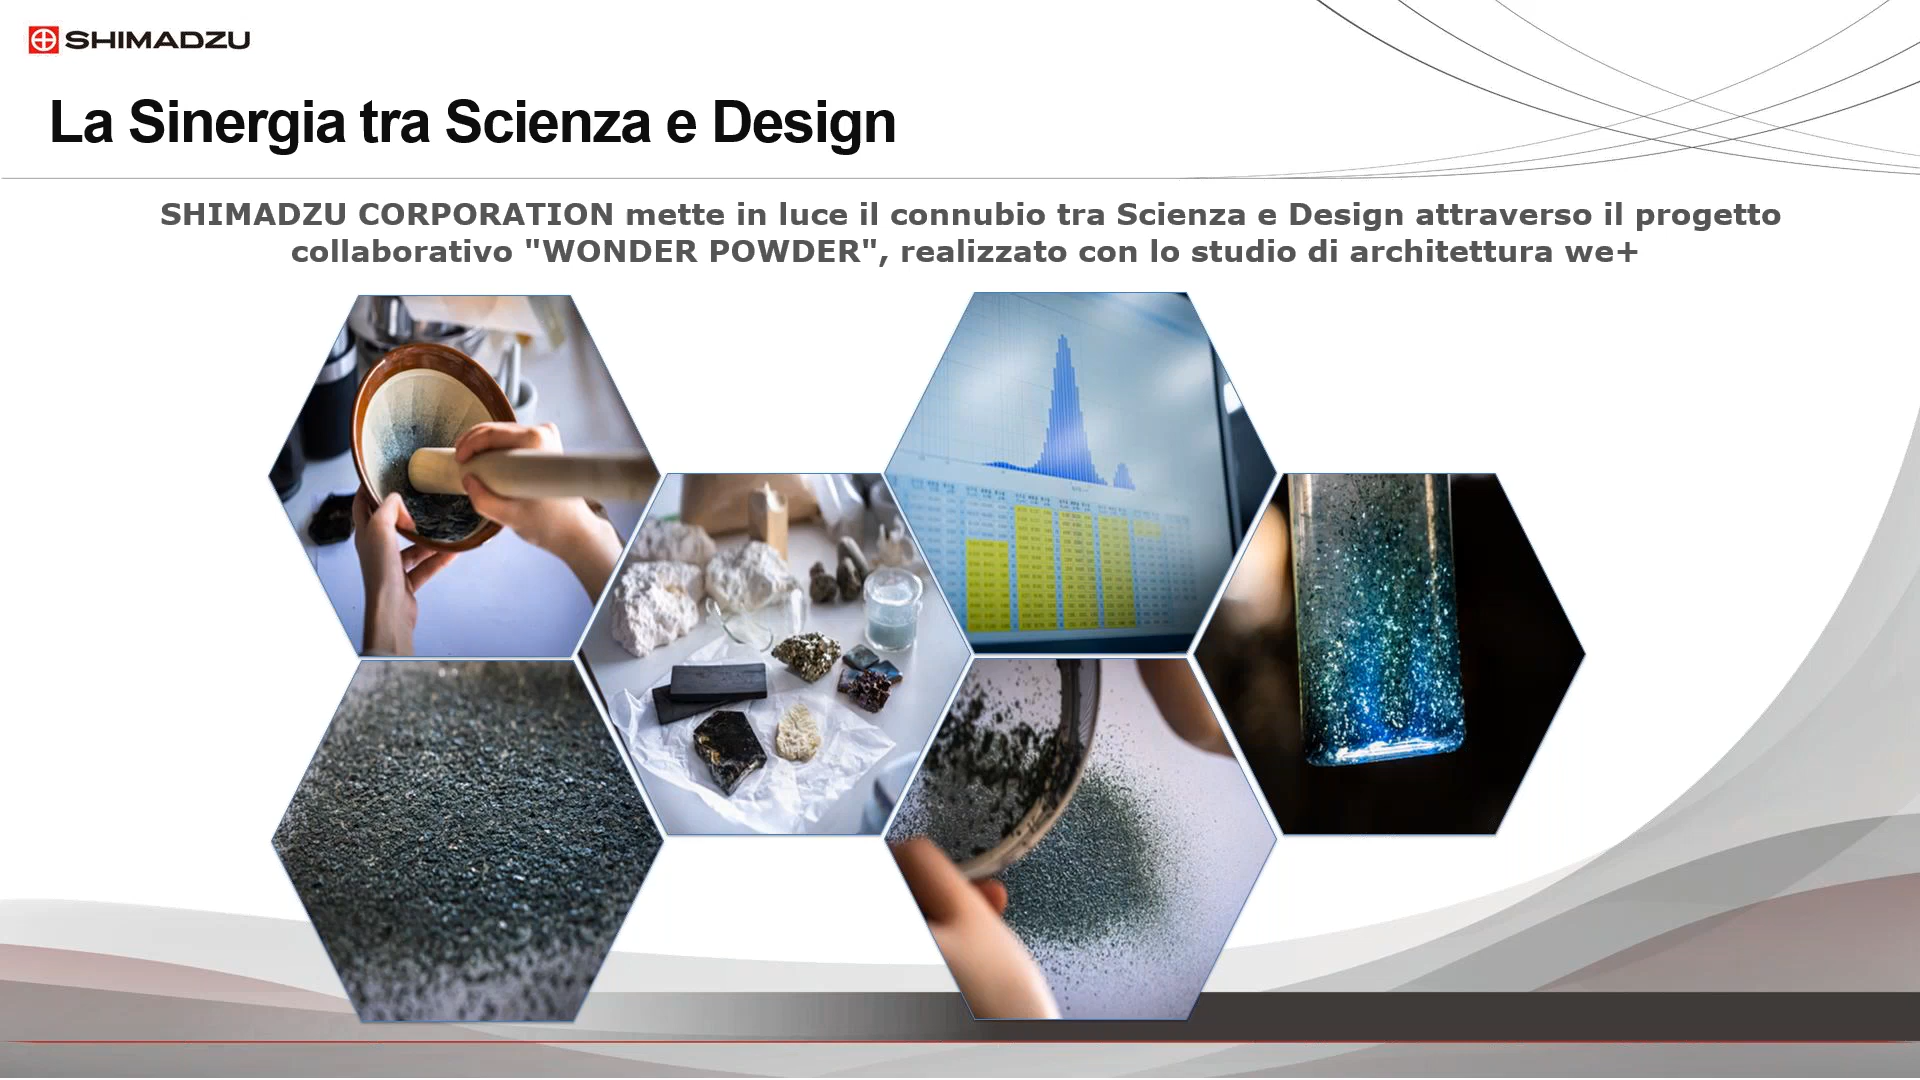 SHIMADZU
La Sinergia tra Scienza e Design
SHIMADZU CORPORATION mette in luce il connubio tra Scienza e Design attraverso il progetto
collaborativo "WONDER POWDER", realizzato con lo studio di architettura we+